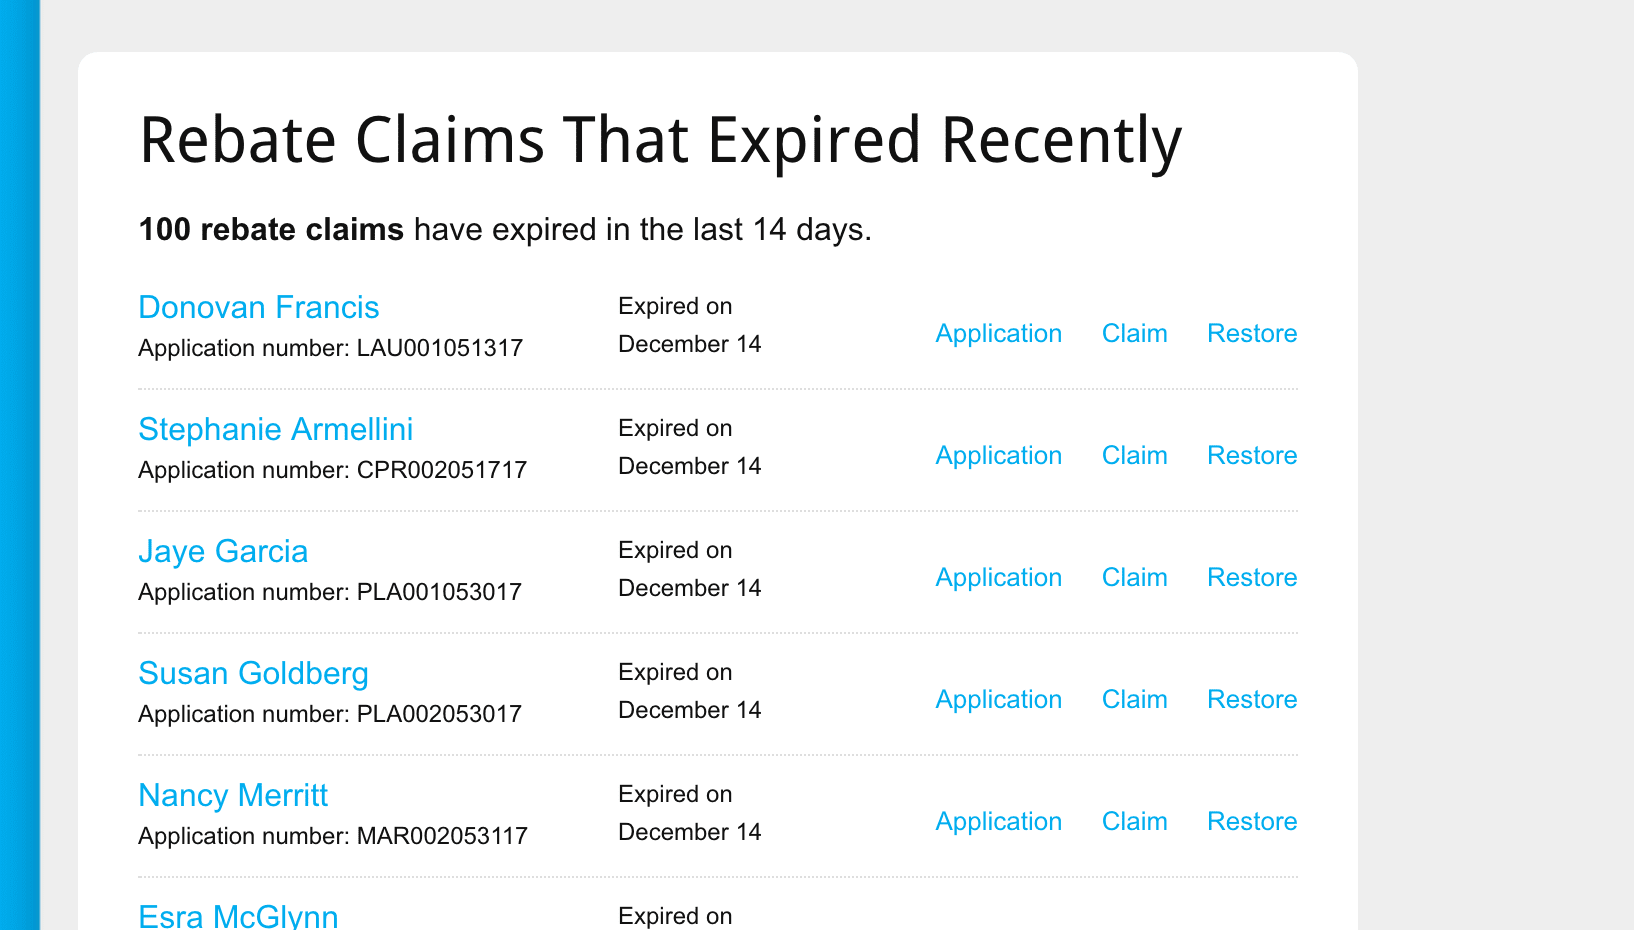 Rebate Claims That Expired Recently
100 rebate claims have expired in the last 14 days.
Donovan Francis
Application number: LAU001051317
Expired on
December 14
Application Claim Restore
Stephanie Armellini
Application number: CPR002051717
Expired on
December 14
Application Claim Restore
Jaye Garcia
Application number: PLA001053017
Expired on
December 14
Application Claim Restore
Susan Goldberg
Application number: PLA002053017
Expired on
December 14
Application Claim Restore
Nancy Merritt
Application number: MAR002053117
Expired on
December 14
Application Claim Restore
Esra McGlynn
Expired on